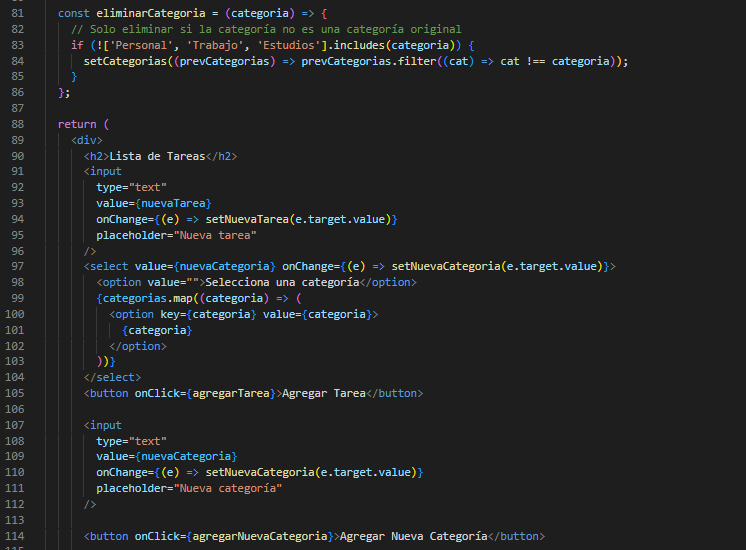 81 const eliminarCategoria = (categoria) => {
82 // Solo eliminar si la categoría no es una categoría original
83 if (!['Personal', 'Trabajo', 'Estudios'].includes(categoria)) {
84 setCategorias((prevCategorias) => prevCategorias.filter((cat) => cat !== categoria));
85 }
86 };
87
88 return (
89 <div>
90 <h2>Lista de Tareas</h2>
91 <input
92 type="text"
93 value={nuevaTarea}
94 onChange={(e) => setNuevaTarea(e.target.value)}
95 placeholder="Nueva tarea"
96 />
97 <select value={nuevaCategoria} onChange={(e) => setNuevaCategoria(e.target.value)}>
98 <option value="">Selecciona una categoría</option>
99 {categorias.map((categoria) => (
100 <option key={categoria} value={categoria}>
101 {categoria}
102 </option>
103 ))}
104 </select>
105 <button onClick={agregarTarea}>Agregar Tarea</button>
106
107 <input
108 type="text"
109 value={nuevaCategoria}
110 onChange={(e) => setNuevaCategoria(e.target.value)}
111 placeholder="Nueva categoría"
112 />
113
114 <button onClick={agregarNuevaCategoria}>Agregar Nueva Categoría</button>